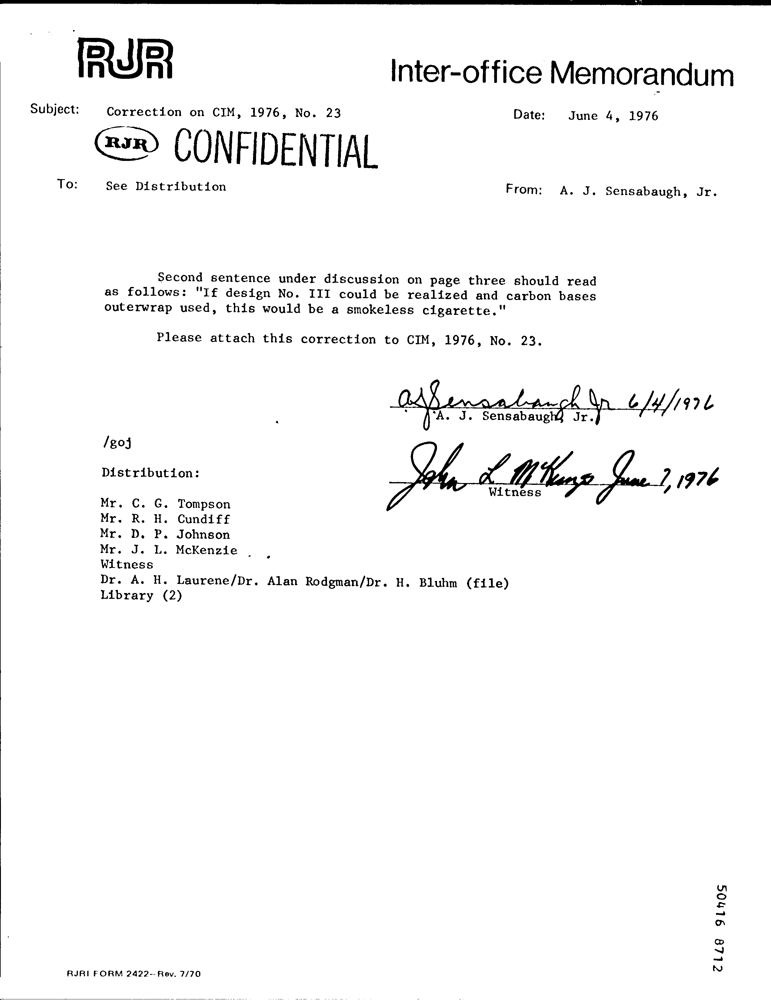 RJR
Inter-office Memorandum
Subject: Correction on CIM, 1976, No. 23
Date: June 4, 1976
RJR CONFIDENTIAL
To: See Distribution
From: A. J. Sensabaugh, Jr.
Second sentence under discussion on page three should read
as follows: "If design No. III could be realized and carbon bases
outerwrap used, this would be a smokeless cigarette."
Please attach this correction to CIM, 1976, No. 23.
AJSensabaugh Jr 6/4/1976
A. J. Sensabaugh, Jr.
/goj
John L McKenzie June 7, 1976
Witness
Distribution:
Mr. C. G. Tompson
Mr. R. H. Cundiff
Mr. D. P. Johnson
Mr. J. L. McKenzie
Witness
Dr. A. H. Laurene/Dr. Alan Rodgman/Dr. H. Bluhm (file)
Library (2)
50416 8712
RJRI FORM 2422--Rev. 7/70